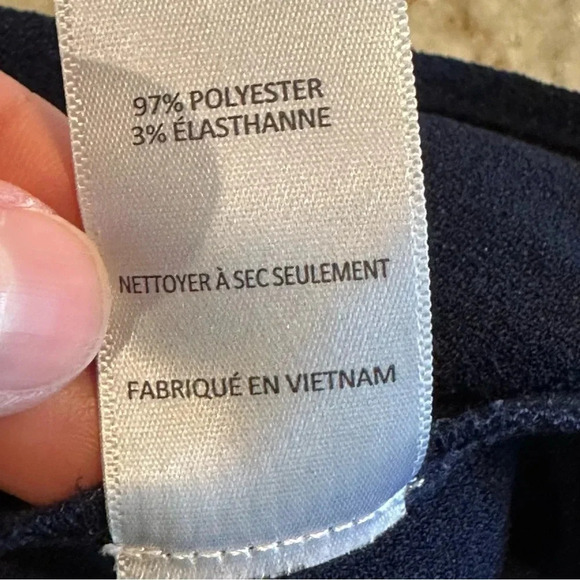 97% POLYESTER
3% ÉLASTHANNE
NETTOYER À SEC SEULEMENT
FABRIQUÉ EN VIETNAM